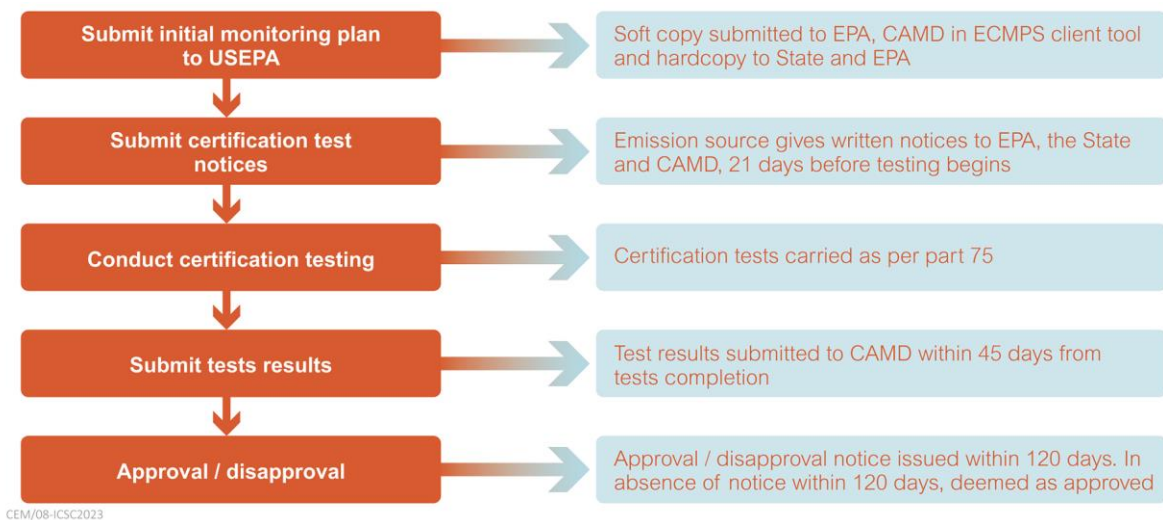 Submit initial monitoring plan
to USEPA
Soft copy submitted to EPA, CAMD in ECMPS client tool
and hardcopy to State and EPA
Submit certification test
notices
Emission source gives written notices to EPA, the State
and CAMD, 21 days before testing begins
Conduct certification testing
Certification tests carried as per part 75
Submit tests results
Test results submitted to CAMD within 45 days from
tests completion
Approval / disapproval
Approval / disapproval notice issued within 120 days. In
absence of notice within 120 days, deemed as approved
CEM/08-ICSC2023